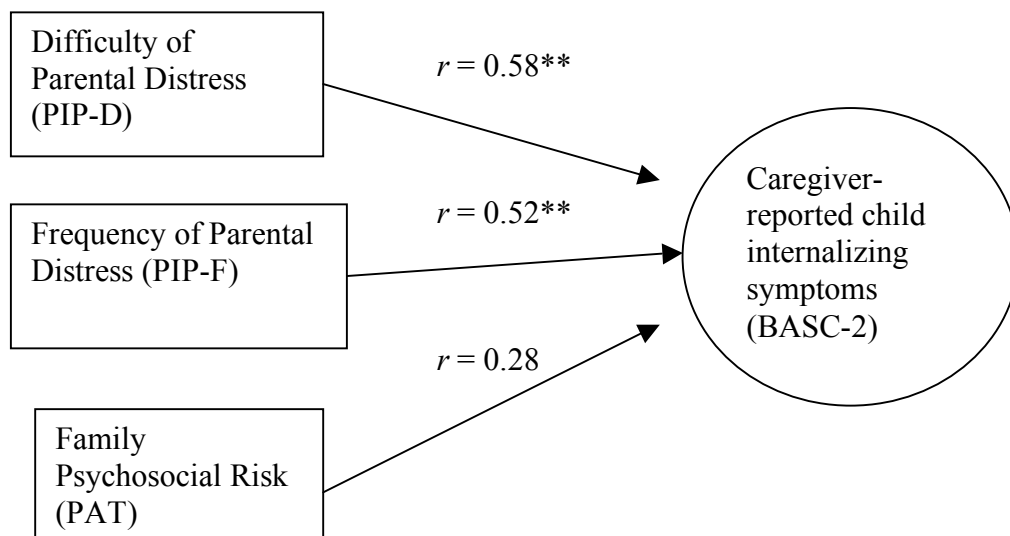 Difficulty of
Parental Distress
(PIP-D)
r = 0.58**
Frequency of Parental
Distress (PIP-F)
r = 0.52**
Family
Psychosocial Risk
(PAT)
r = 0.28
Caregiver-
reported child
internalizing
symptoms
(BASC-2)